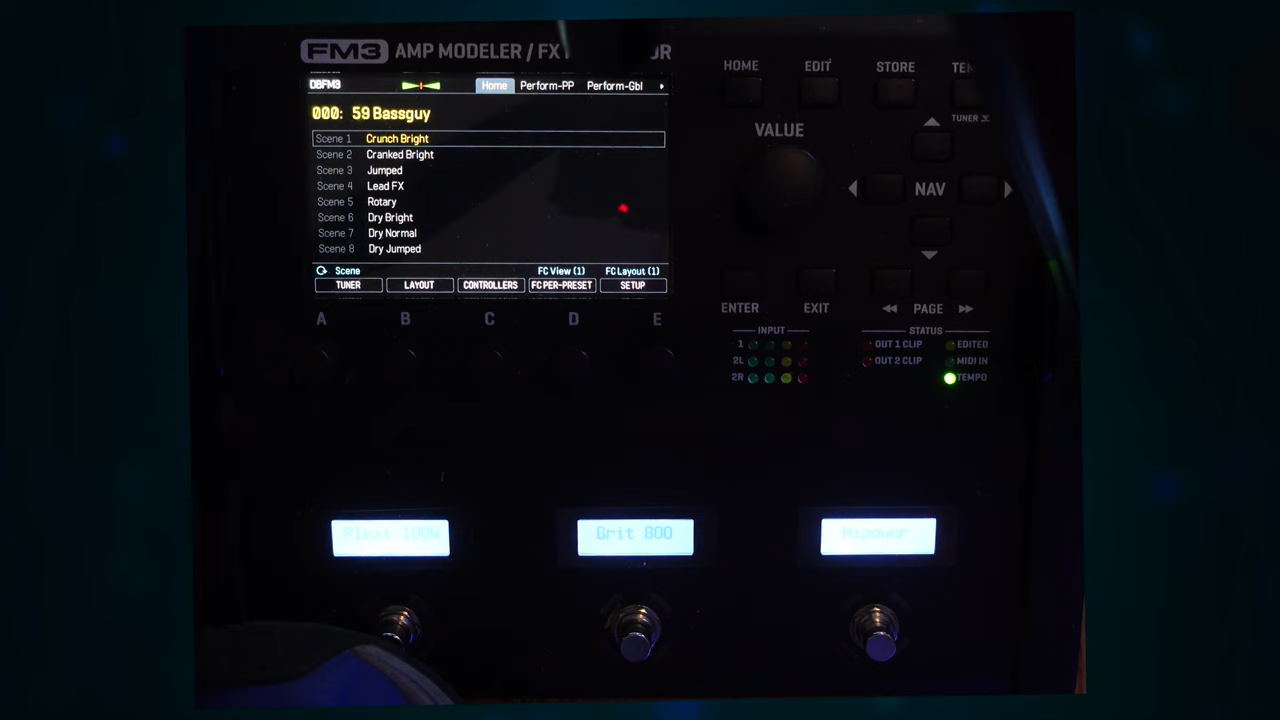 FM3 AMP MODELER / FX
DBFM3 Home Perform-PP Perform-Gbl
000: 59 Bassguy
Scene 1 Crunch Bright
Scene 2 Cranked Bright
Scene 3 Jumped
Scene 4 Lead FX
Scene 5 Rotary
Scene 6 Dry Bright
Scene 7 Dry Normal
Scene 8 Dry Jumped
Scene FC View (1) FC Layout (1)
TUNER LAYOUT CONTROLLERS FC PER-PRESET SETUP
A B C D E
HOME EDIT STORE
TUNER
VALUE
NAV
ENTER EXIT PAGE
INPUT
1
2L
2R
STATUS
OUT 1 CLIP EDITED
OUT 2 CLIP MIDI IN
TEMPO
Plexi 100W Brit 800 Hipower